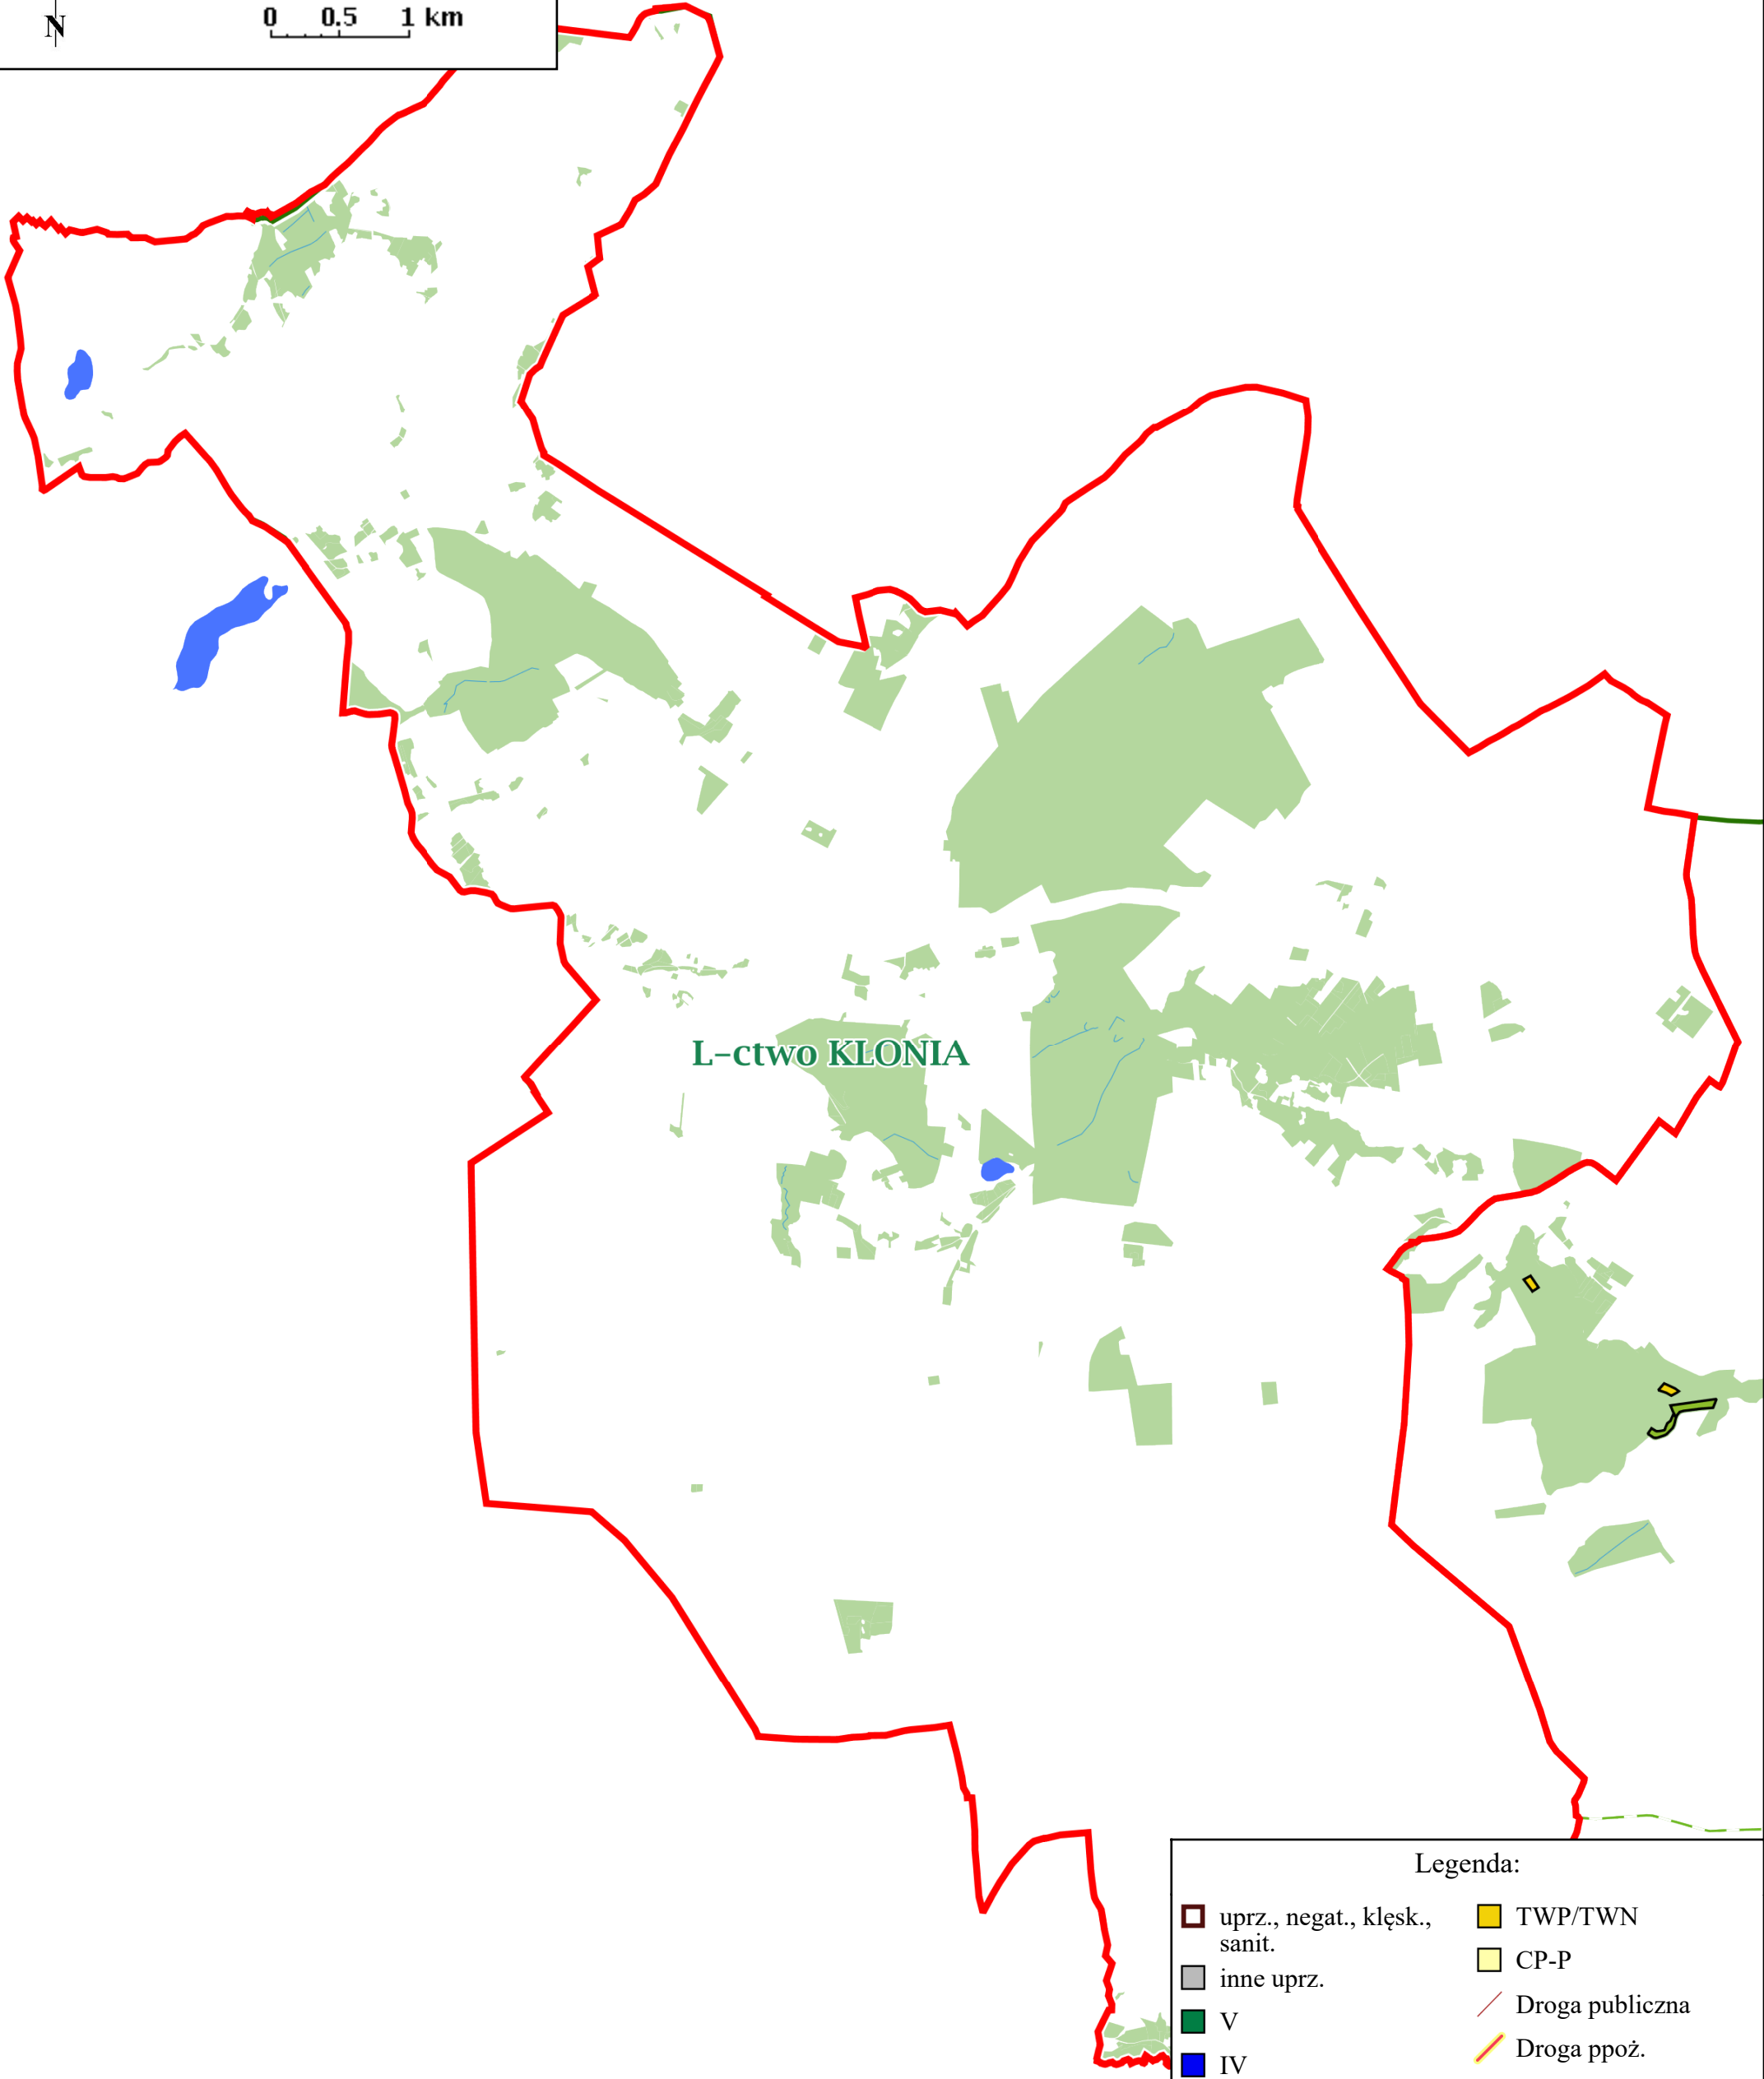 N
0 0.5 1 km
L-ctwo KLONIA
Legenda:
uprz., negat., klęsk.,
sanit.
inne uprz.
V
IV
TWP/TWN
CP-P
Droga publiczna
Droga ppoż.